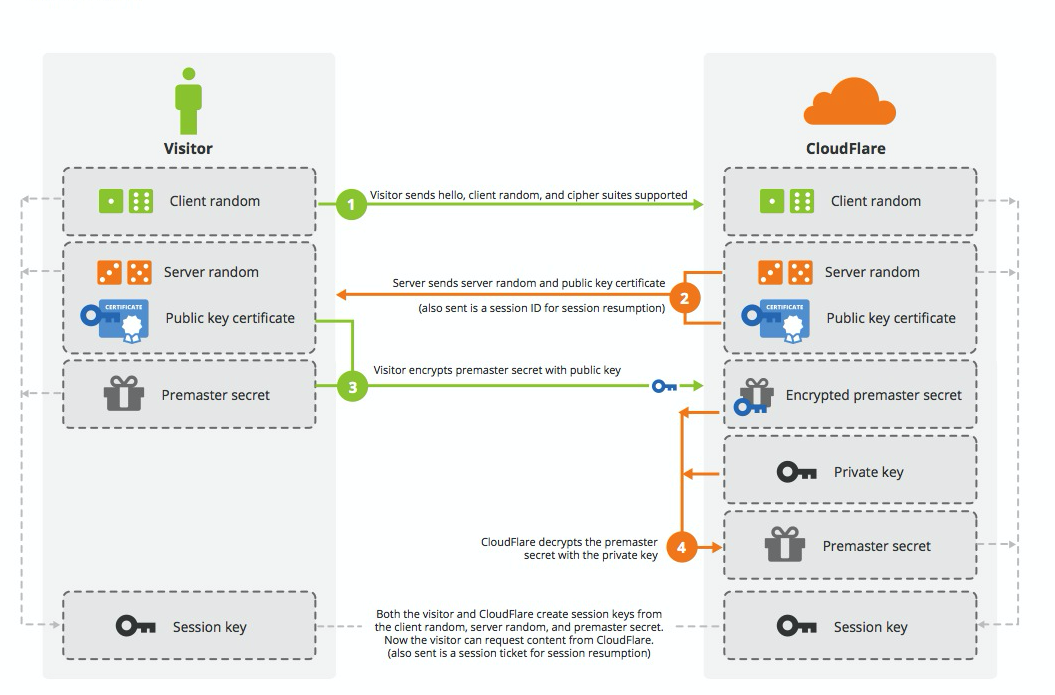 Visitor
CloudFlare
Client random
1
Visitor sends hello, client random, and cipher suites supported
Client random
Server random
Server sends server random and public key certificate
2
Server random
CERTIFICATE
Public key certificate
(also sent is a session ID for session resumption)
CERTIFICATE
Public key certificate
Visitor encrypts premaster secret with public key
3
Premaster secret
Encrypted premaster secret
Private key
CloudFlare decrypts the premaster
secret with the private key
4
Premaster secret
Session key
Both the visitor and CloudFlare create session keys from
the client random, server random, and premaster secret.
Now the visitor can request content from CloudFlare.
(also sent is a session ticket for session resumption)
Session key